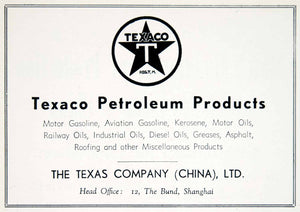 TEXACO
T
REG. T. M.
Texaco Petroleum Products
Motor Gasoline, Aviation Gasoline, Kerosene, Motor Oils,
Railway Oils, Industrial Oils, Diesel Oils, Greases, Asphalt,
Roofing and other Miscellaneous Products
THE TEXAS COMPANY (CHINA), LTD.
Head Office: 12, The Bund, Shanghai